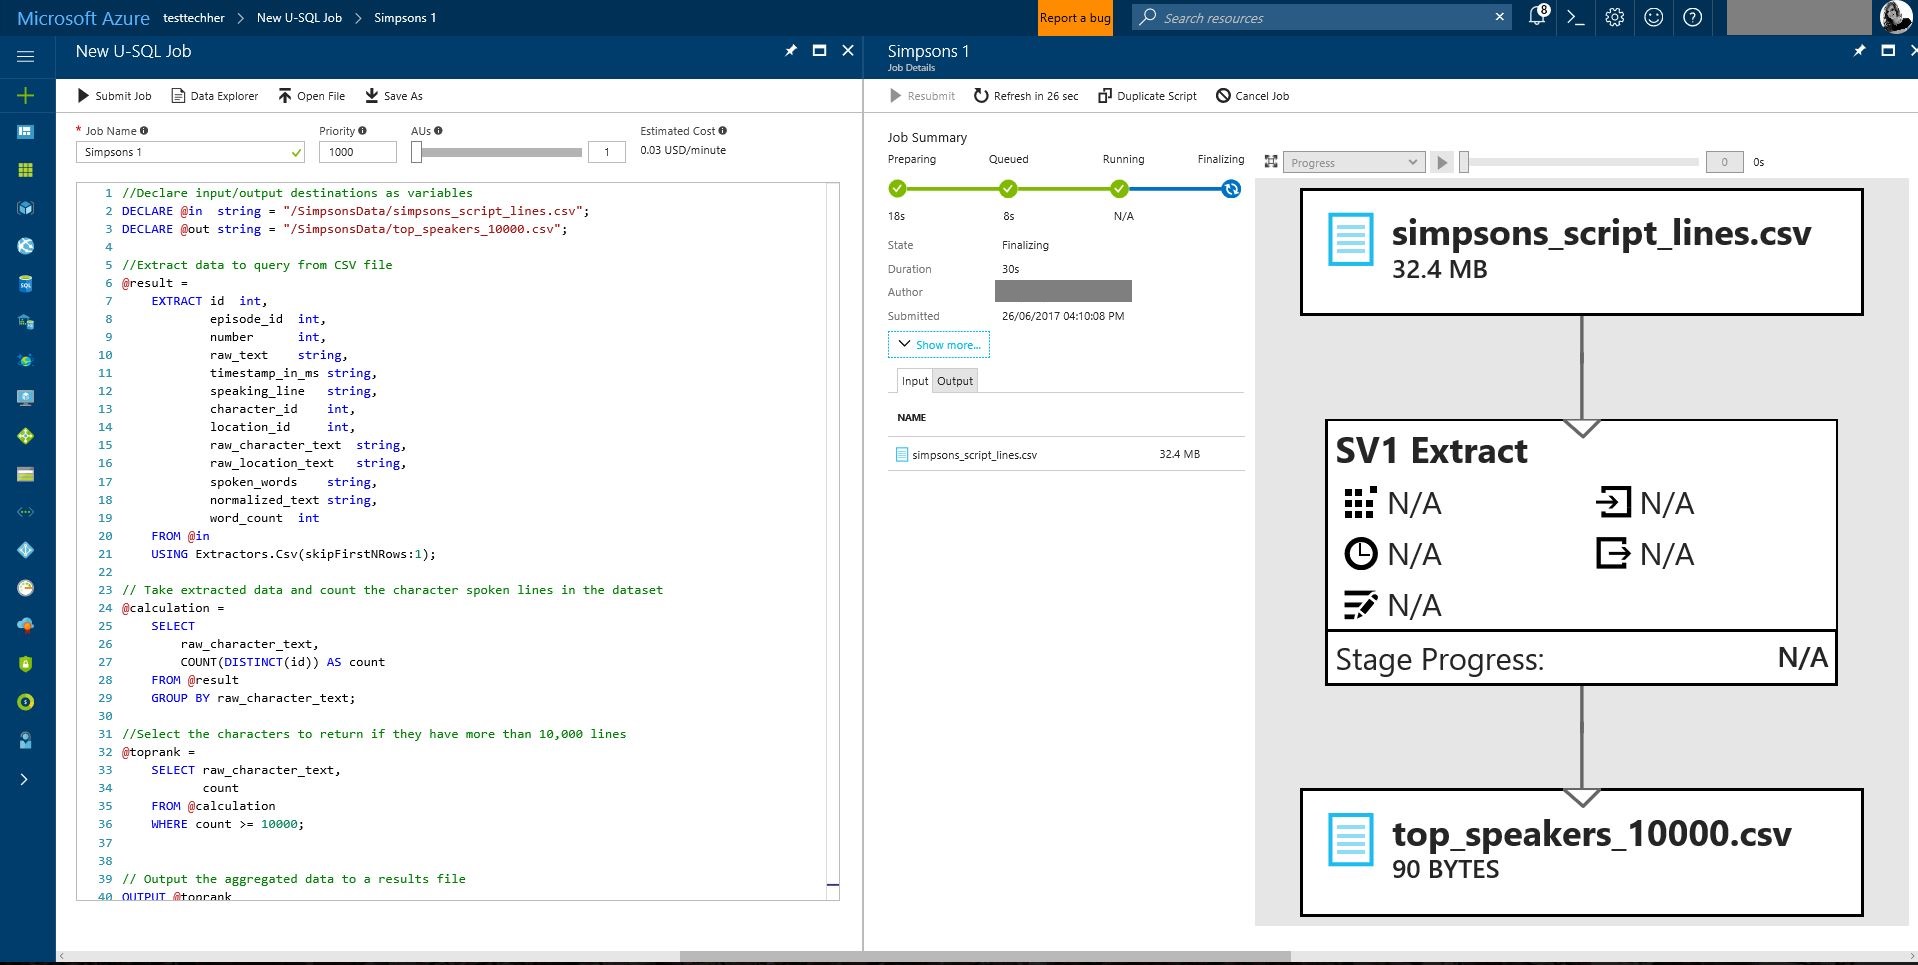 Microsoft Azure testtechher > New U-SQL Job > Simpsons 1
Report a bug
Search resources
8
New U-SQL Job
Submit Job Data Explorer Open File Save As
* Job Name Priority AUs Estimated Cost
Simpsons 1 1000 1 0.03 USD/minute
1 //Declare input/output destinations as variables
2 DECLARE @in  string = "/SimpsonsData/simpsons_script_lines.csv";
3 DECLARE @out string = "/SimpsonsData/top_speakers_10000.csv";
4
5 //Extract data to query from CSV file
6 @result =
7     EXTRACT id  int,
8             episode_id  int,
9             number      int,
10             raw_text    string,
11             timestamp_in_ms string,
12             speaking_line   string,
13             character_id    int,
14             location_id     int,
15             raw_character_text  string,
16             raw_location_text   string,
17             spoken_words    string,
18             normalized_text string,
19             word_count  int
20     FROM @in
21     USING Extractors.Csv(skipFirstNRows:1);
22
23 // Take extracted data and count the character spoken lines in the dataset
24 @calculation =
25     SELECT
26         raw_character_text,
27         COUNT(DISTINCT(id)) AS count
28     FROM @result
29     GROUP BY raw_character_text;
30
31 //Select the characters to return if they have more than 10,000 lines
32 @toprank =
33     SELECT raw_character_text,
34            count
35     FROM @calculation
36     WHERE count >= 10000;
37
38
39 // Output the aggregated data to a results file
40 OUTPUT @toprank
Simpsons 1
Job Details
Resubmit Refresh in 26 sec Duplicate Script Cancel Job
Job Summary
Preparing Queued Running Finalizing
18s 8s N/A
State Finalizing
Duration 30s
Author
Submitted 26/06/2017 04:10:08 PM
Show more...
Input Output
NAME
simpsons_script_lines.csv 32.4 MB
Progress 0 0s
simpsons_script_lines.csv
32.4 MB
SV1 Extract
N/A N/A
N/A N/A
N/A
Stage Progress: N/A
top_speakers_10000.csv
90 BYTES